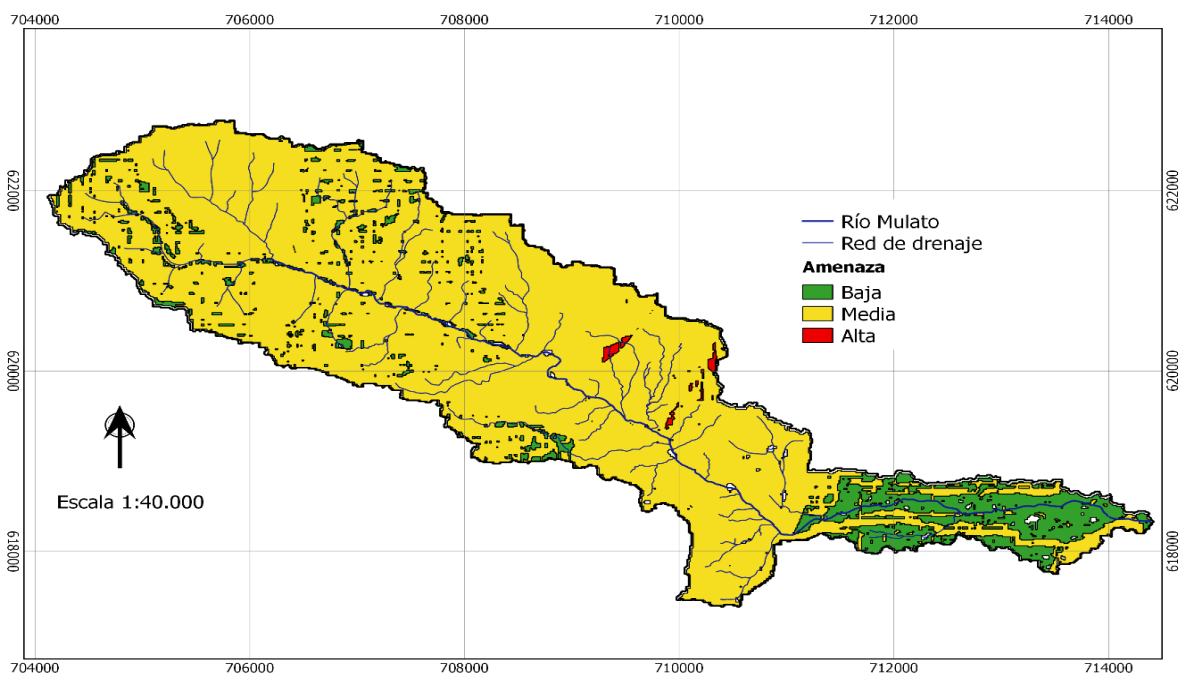 704000 706000 708000 710000 712000 714000
622000 622000
Río Mulato
Red de drenaje
Amenaza
Baja
Media
Alta
620000 620000
Escala 1:40.000
618000 618000
704000 706000 708000 710000 712000 714000